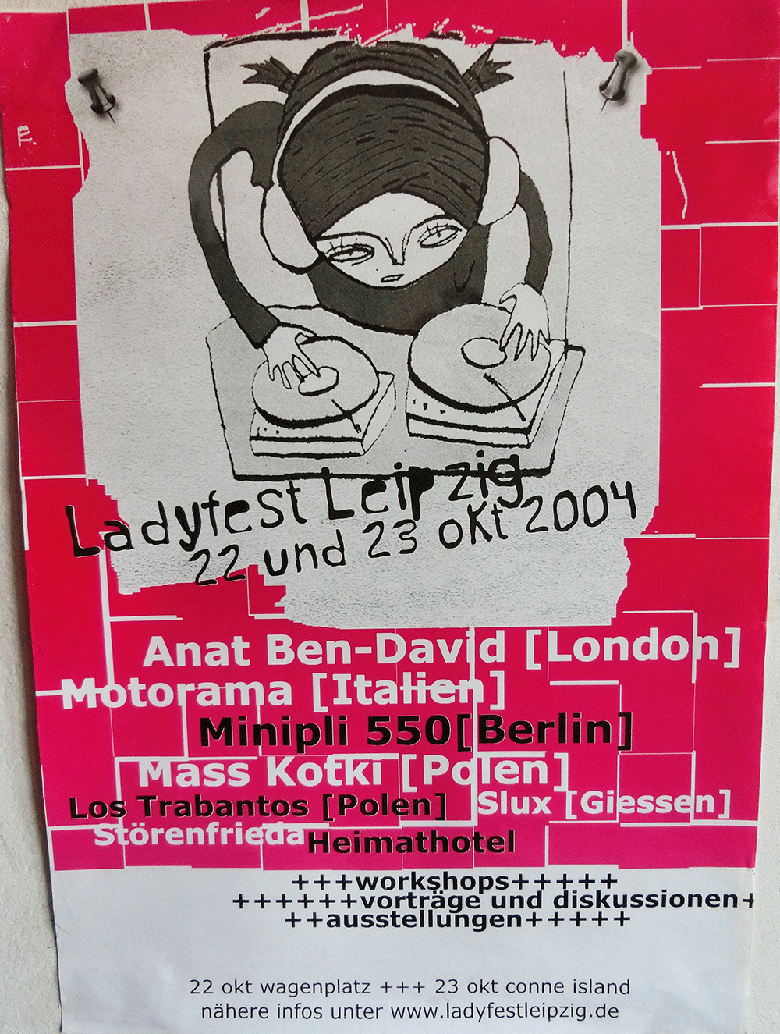 Ladyfest Leipzig
22 und 23 okt 2004
Anat Ben-David [London]
Motorama [Italien]
Minipli 550[Berlin]
Mass Kotki [Polen]
Los Trabantos [Polen] Slux [Giessen]
Störenfrieda Heimathotel
+++workshops+++++
++++++vorträge und diskussionen+
++ausstellungen+++++
22 okt wagenplatz +++ 23 okt conne island
nähere infos unter www.ladyfestleipzig.de